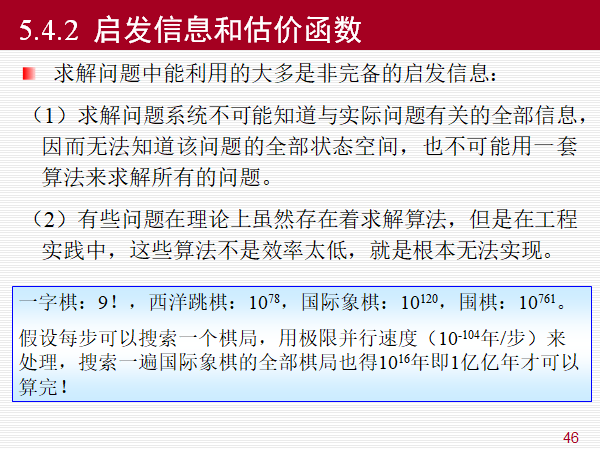 5.4.2 启发信息和估价函数
求解问题中能利用的大多是非完备的启发信息：
（1）求解问题系统不可能知道与实际问题有关的全部信息，
因而无法知道该问题的全部状态空间，也不可能用一套
算法来求解所有的问题。
（2）有些问题在理论上虽然存在着求解算法，但是在工程
实践中，这些算法不是效率太低，就是根本无法实现。
一字棋：9！，西洋跳棋：10⁷⁸，国际象棋：10¹²⁰，围棋：10⁷⁶¹。
假设每步可以搜索一个棋局，用极限并行速度（10⁻¹⁰⁴年/步）来
处理，搜索一遍国际象棋的全部棋局也得10¹⁶年即1亿亿年才可以
算完！
46